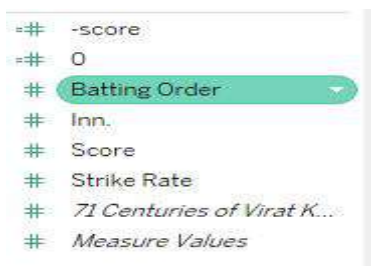 -score
0
Batting Order
Inn.
Score
Strike Rate
71 Centuries of Virat K...
Measure Values